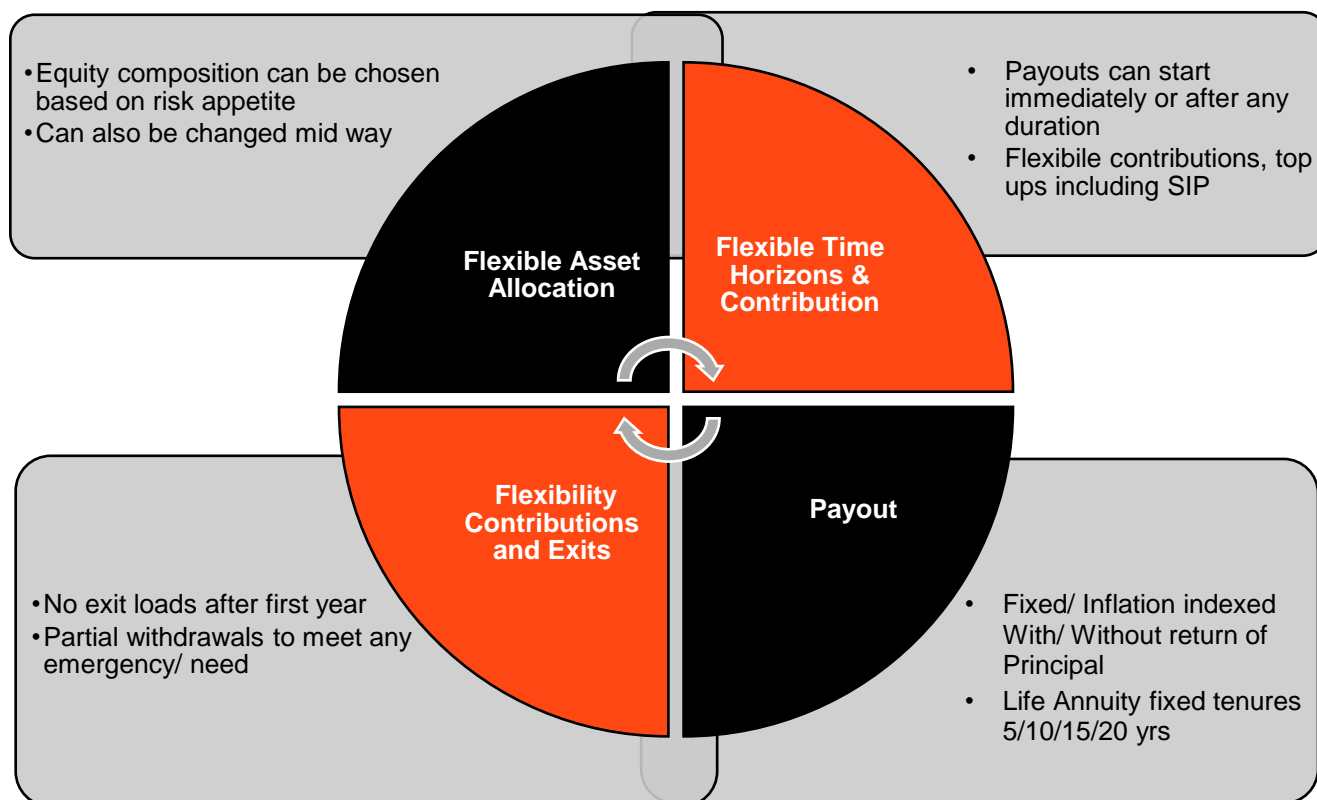 •Equity composition can be chosen
based on risk appetite
•Can also be changed mid way
• Payouts can start
immediately or after any
duration
• Flexibile contributions, top
ups including SIP
Flexible Asset
Allocation
Flexible Time
Horizons &
Contribution
Flexibility
Contributions
and Exits
Payout
•No exit loads after first year
•Partial withdrawals to meet any
emergency/ need
• Fixed/ Inflation indexed
With/ Without return of
Principal
• Life Annuity fixed tenures
5/10/15/20 yrs